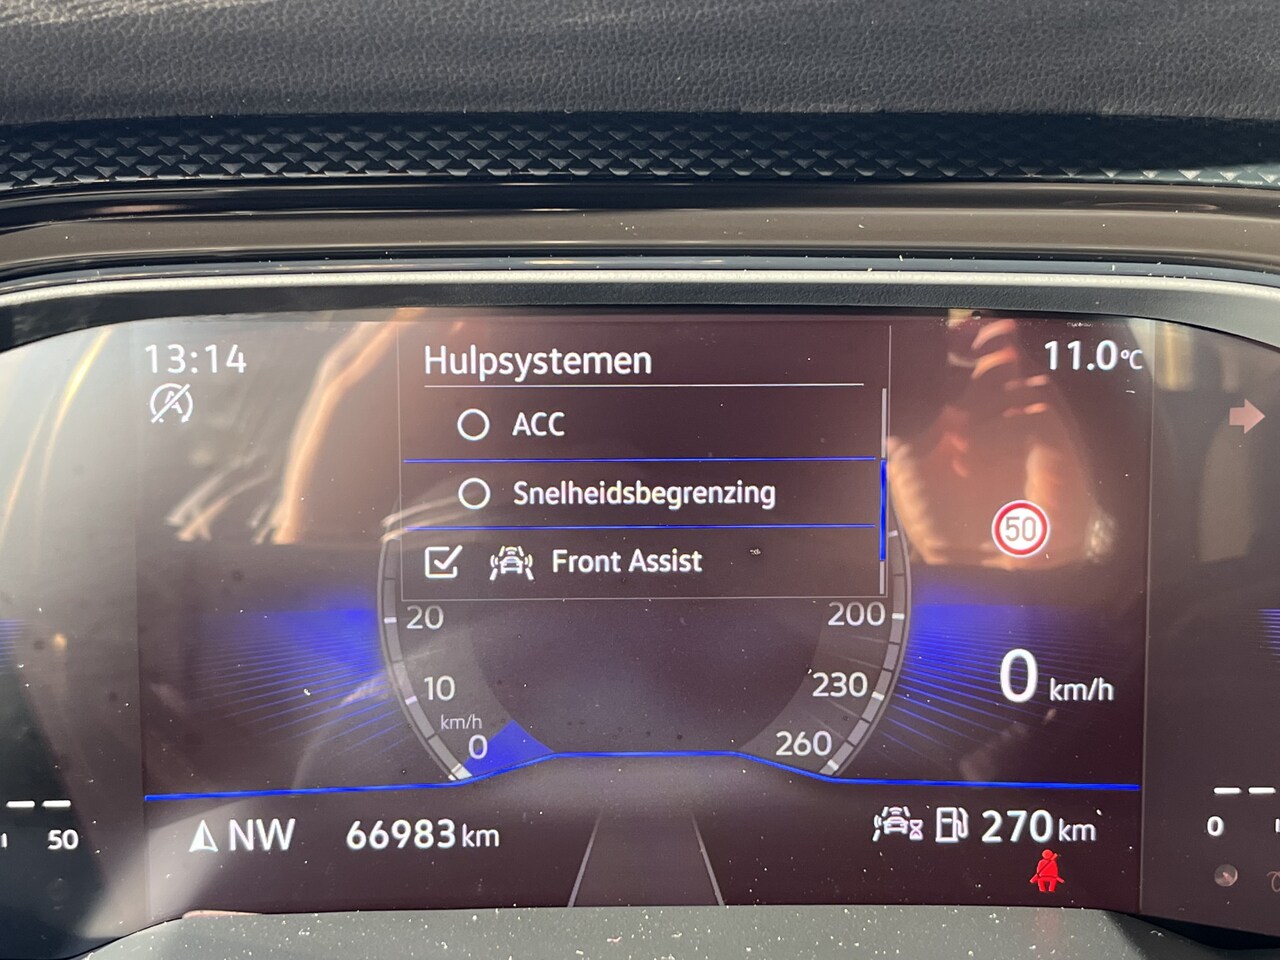 13:14
Hulpsystemen
11.0°C
A
ACC
Snelheidsbegrenzing
50
Front Assist
20
200
10
230
0 km/h
km/h
0
260
50
NW
66983 km
270 km
0